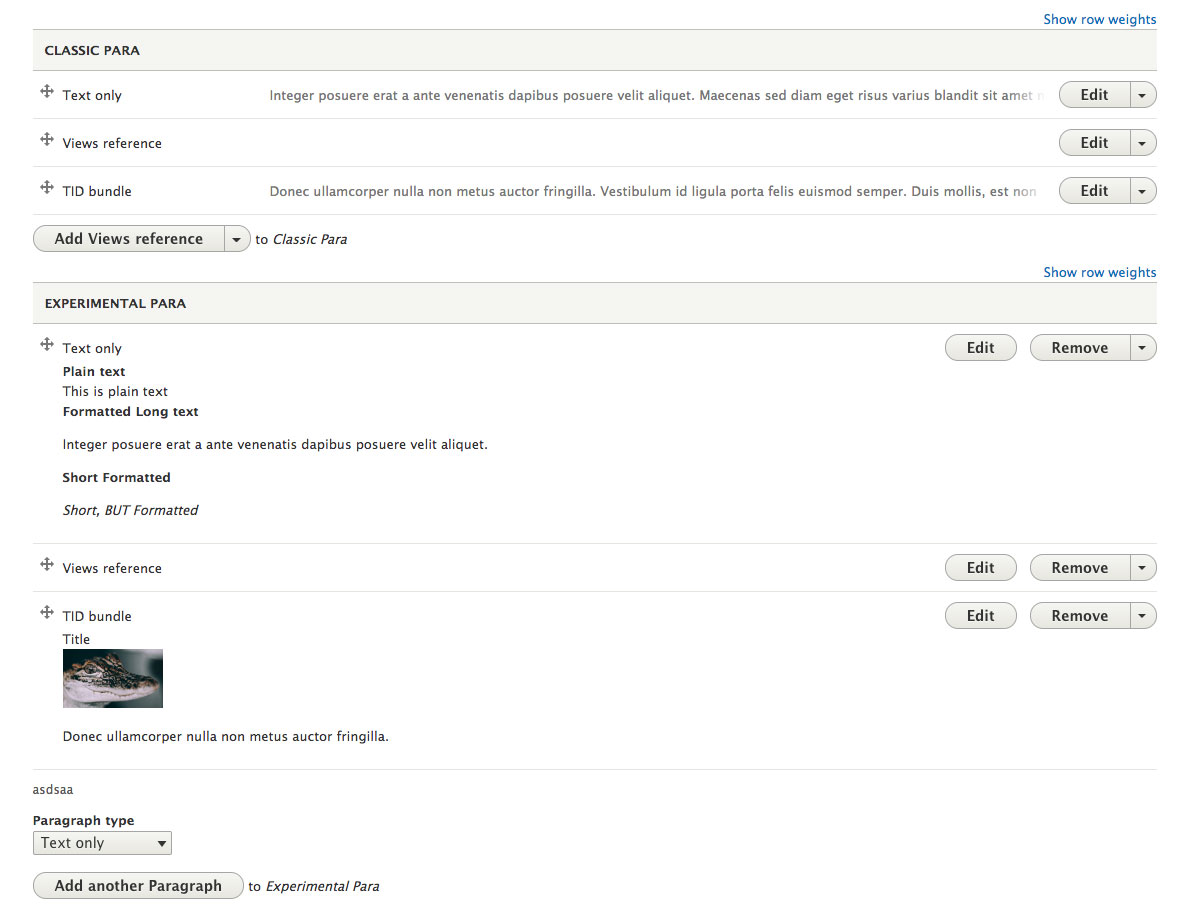 Show row weights
CLASSIC PARA
Text only Integer posuere erat a ante venenatis dapibus posuere velit aliquet. Maecenas sed diam eget risus varius blandit sit amet Edit
Views reference Edit
TID bundle Donec ullamcorper nulla non metus auctor fringilla. Vestibulum id ligula porta felis euismod semper. Duis mollis, est non Edit
Add Views reference to Classic Para
Show row weights
EXPERIMENTAL PARA
Text only Edit Remove
Plain text
This is plain text
Formatted Long text
Integer posuere erat a ante venenatis dapibus posuere velit aliquet.
Short Formatted
Short, BUT Formatted
Views reference Edit Remove
TID bundle Edit Remove
Title
Donec ullamcorper nulla non metus auctor fringilla.
asdsaa
Paragraph type
Text only
Add another Paragraph to Experimental Para